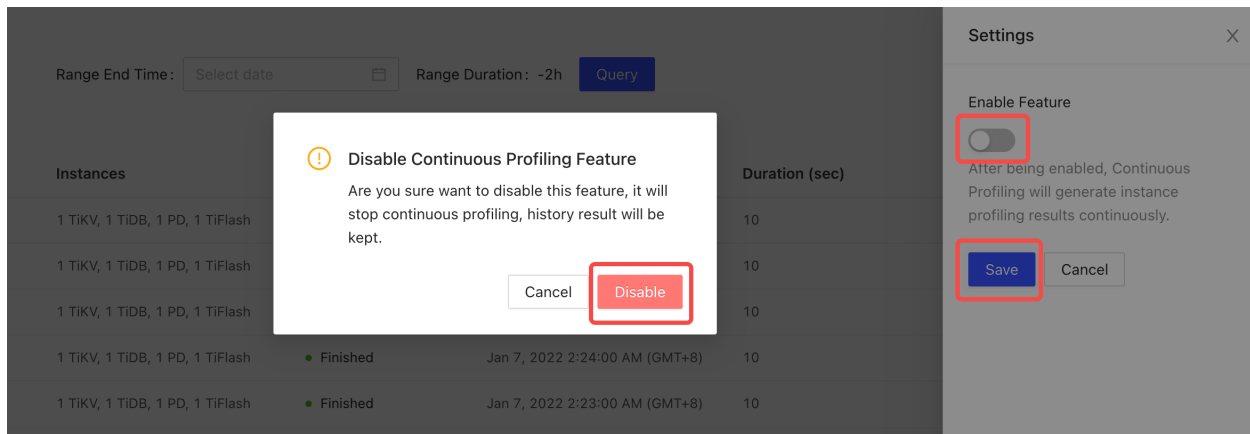 Settings
Range End Time : Select date Range Duration : -2h Query
Enable Feature
Disable Continuous Profiling Feature
Are you sure want to disable this feature, it will
stop continuous profiling, history result will be
kept.
Cancel Disable
After being enabled, Continuous
Profiling will generate instance
profiling results continuously.
Save Cancel
Instances Duration (sec)
1 TiKV, 1 TiDB, 1 PD, 1 TiFlash 10
1 TiKV, 1 TiDB, 1 PD, 1 TiFlash 10
1 TiKV, 1 TiDB, 1 PD, 1 TiFlash 10
1 TiKV, 1 TiDB, 1 PD, 1 TiFlash Finished Jan 7, 2022 2:24:00 AM (GMT+8) 10
1 TiKV, 1 TiDB, 1 PD, 1 TiFlash Finished Jan 7, 2022 2:23:00 AM (GMT+8) 10